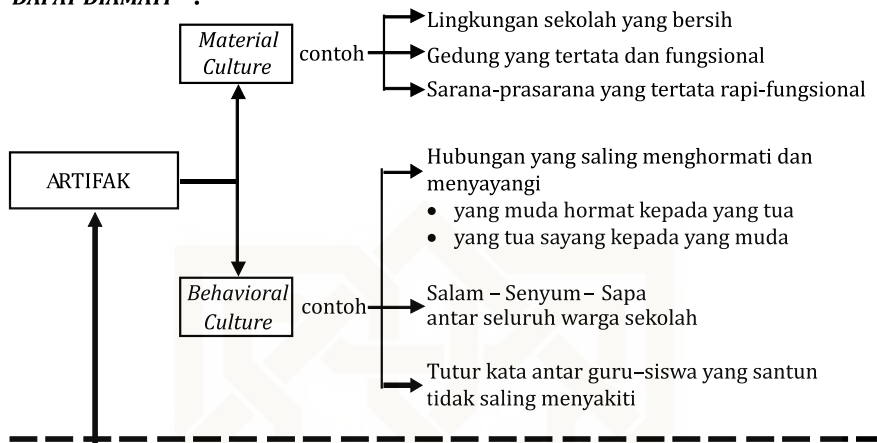 DAPAT DIAMATI :
Material
Culture
contoh
Lingkungan sekolah yang bersih
Gedung yang tertata dan fungsional
Sarana-prasarana yang tertata rapi-fungsional
ARTIFAK
Hubungan yang saling menghormati dan
menyayangi
• yang muda hormat kepada yang tua
• yang tua sayang kepada yang muda
Behavioral
Culture
contoh
Salam – Senyum – Sapa
antar seluruh warga sekolah
Tutur kata antar guru–siswa yang santun
tidak saling menyakiti